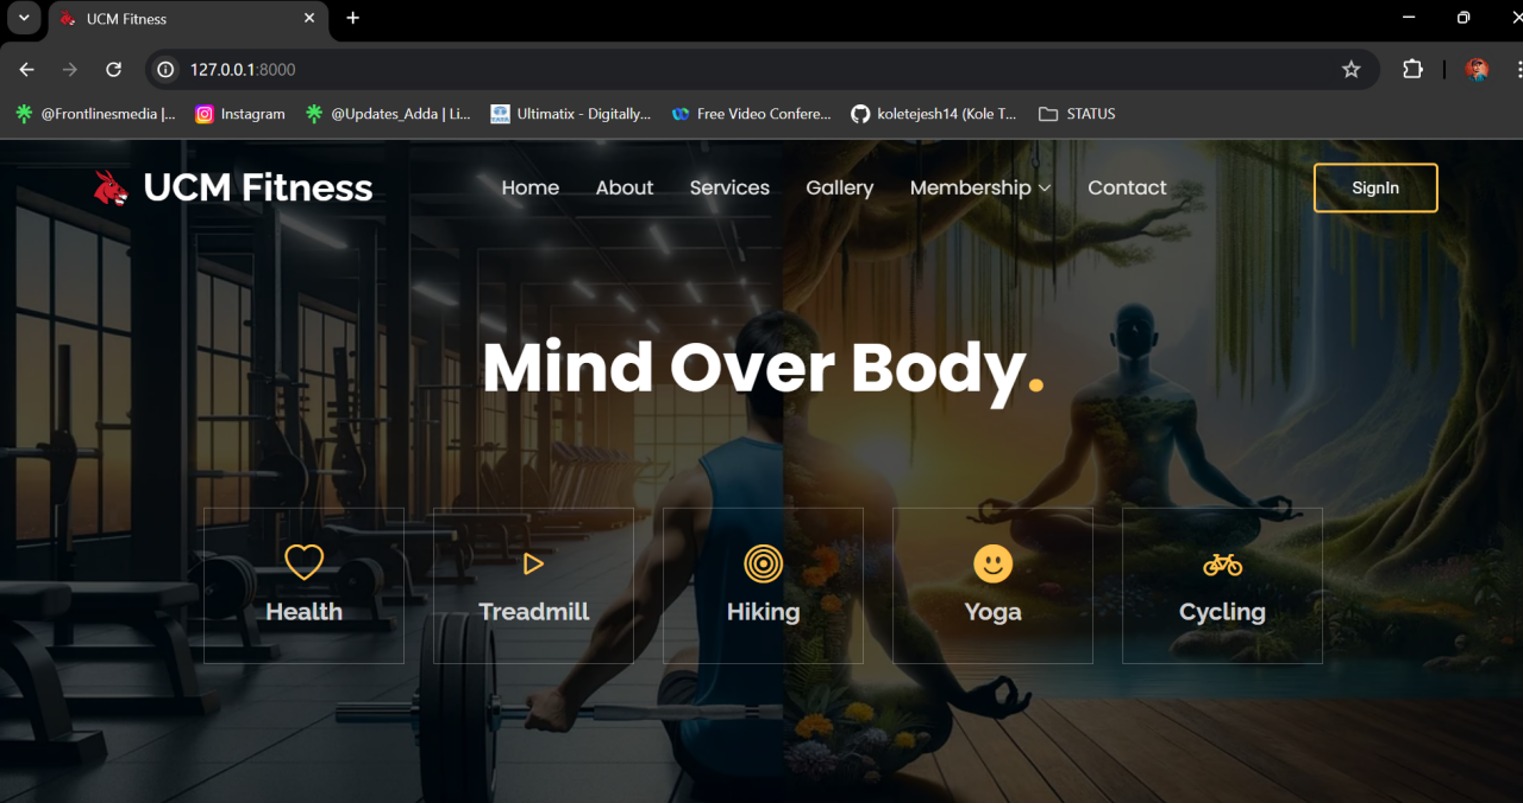 UCM Fitness
127.0.0.1:8000
@Frontlinesmedia |... Instagram @Updates_Adda | Li... Ultimatix - Digitally... Free Video Confere... koletejesh14 (Kole T... STATUS
UCM Fitness Home About Services Gallery Membership Contact SignIn
Mind Over Body.
Health Treadmill Hiking Yoga Cycling